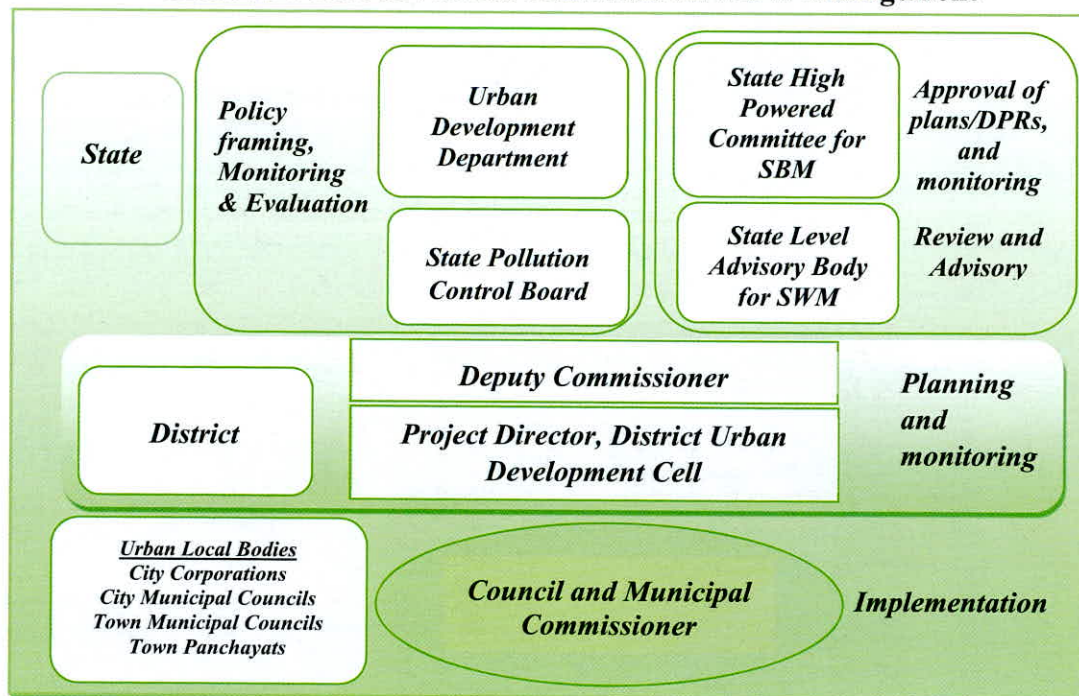 State
Policy
framing,
Monitoring
& Evaluation
Urban
Development
Department
State Pollution
Control Board
State High
Powered
Committee for
SBM
Approval of
plans/DPRs,
and
monitoring
State Level
Advisory Body
for SWM
Review and
Advisory
District
Deputy Commissioner
Project Director, District Urban
Development Cell
Planning
and
monitoring
Urban Local Bodies
City Corporations
City Municipal Councils
Town Municipal Councils
Town Panchayats
Council and Municipal
Commissioner
Implementation